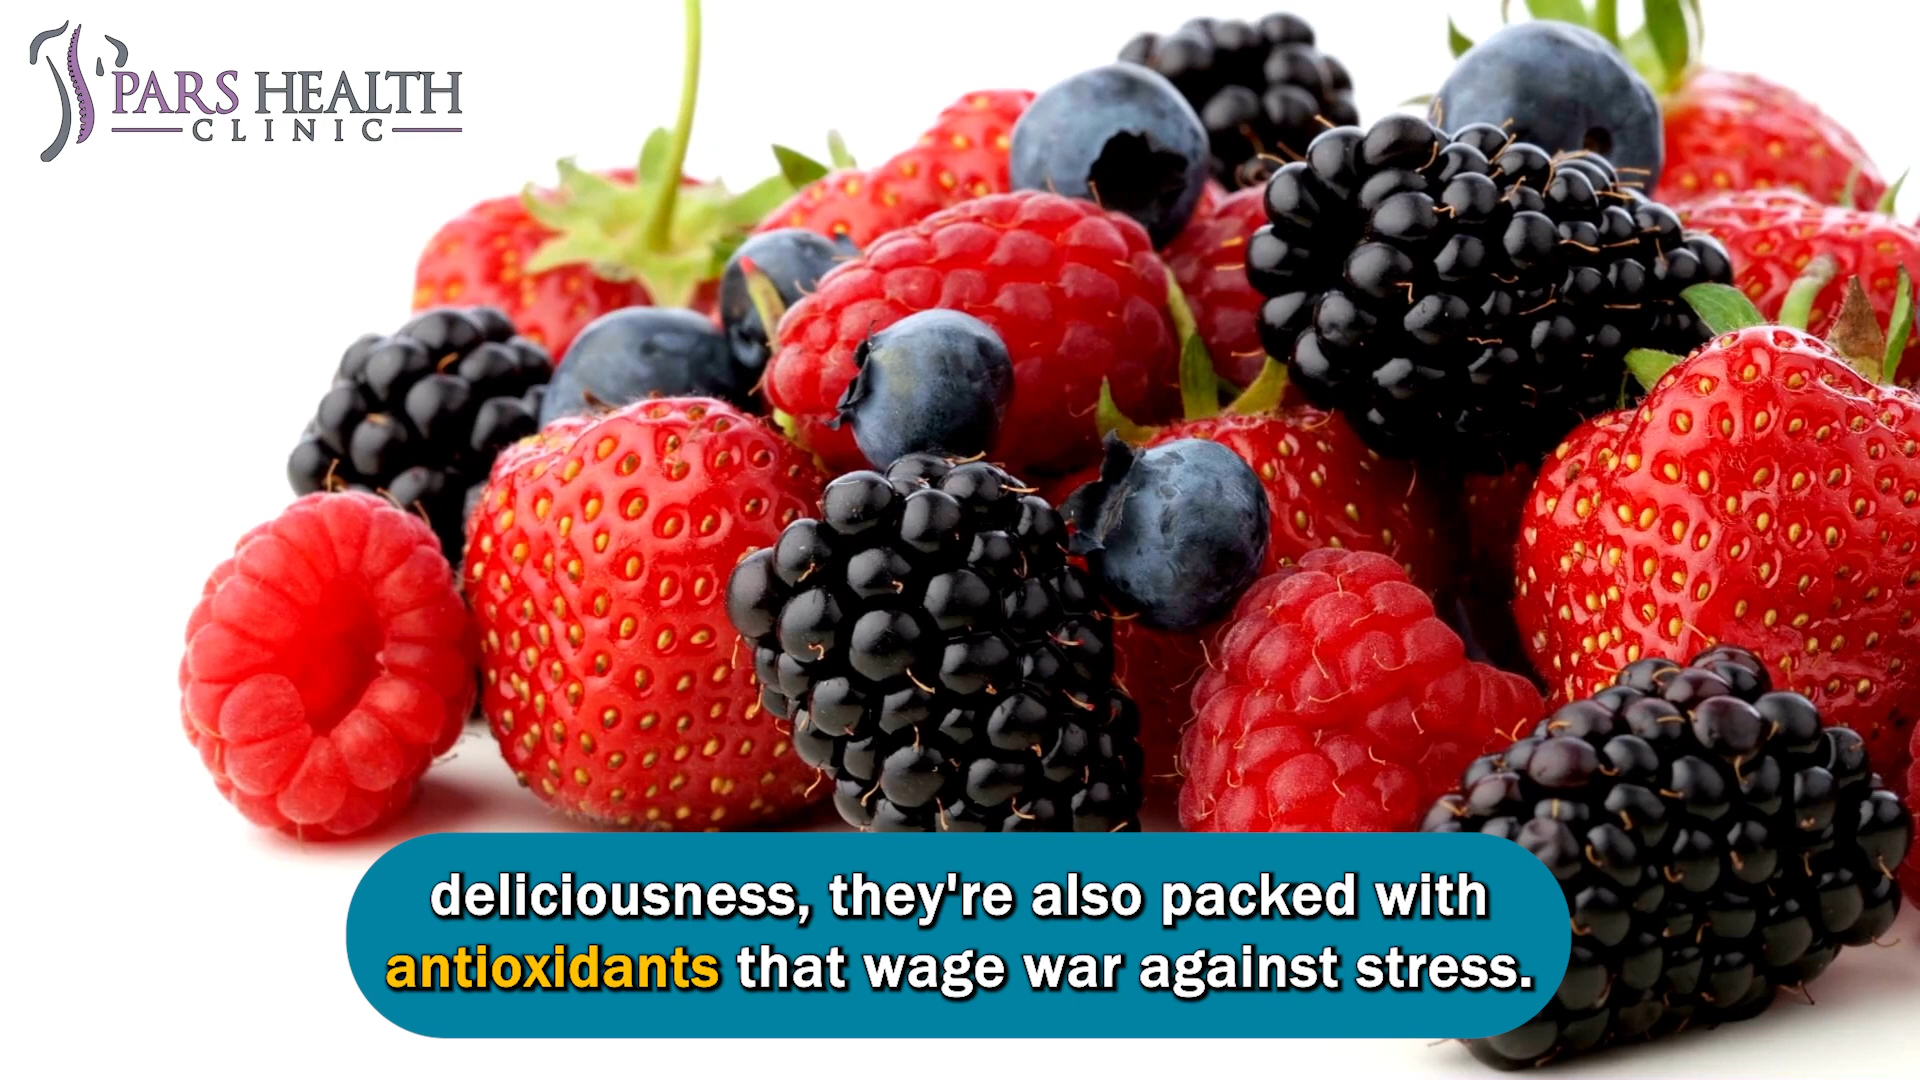 PARS HEALTH
CLINIC
deliciousness, they're also packed with
antioxidants that wage war against stress.